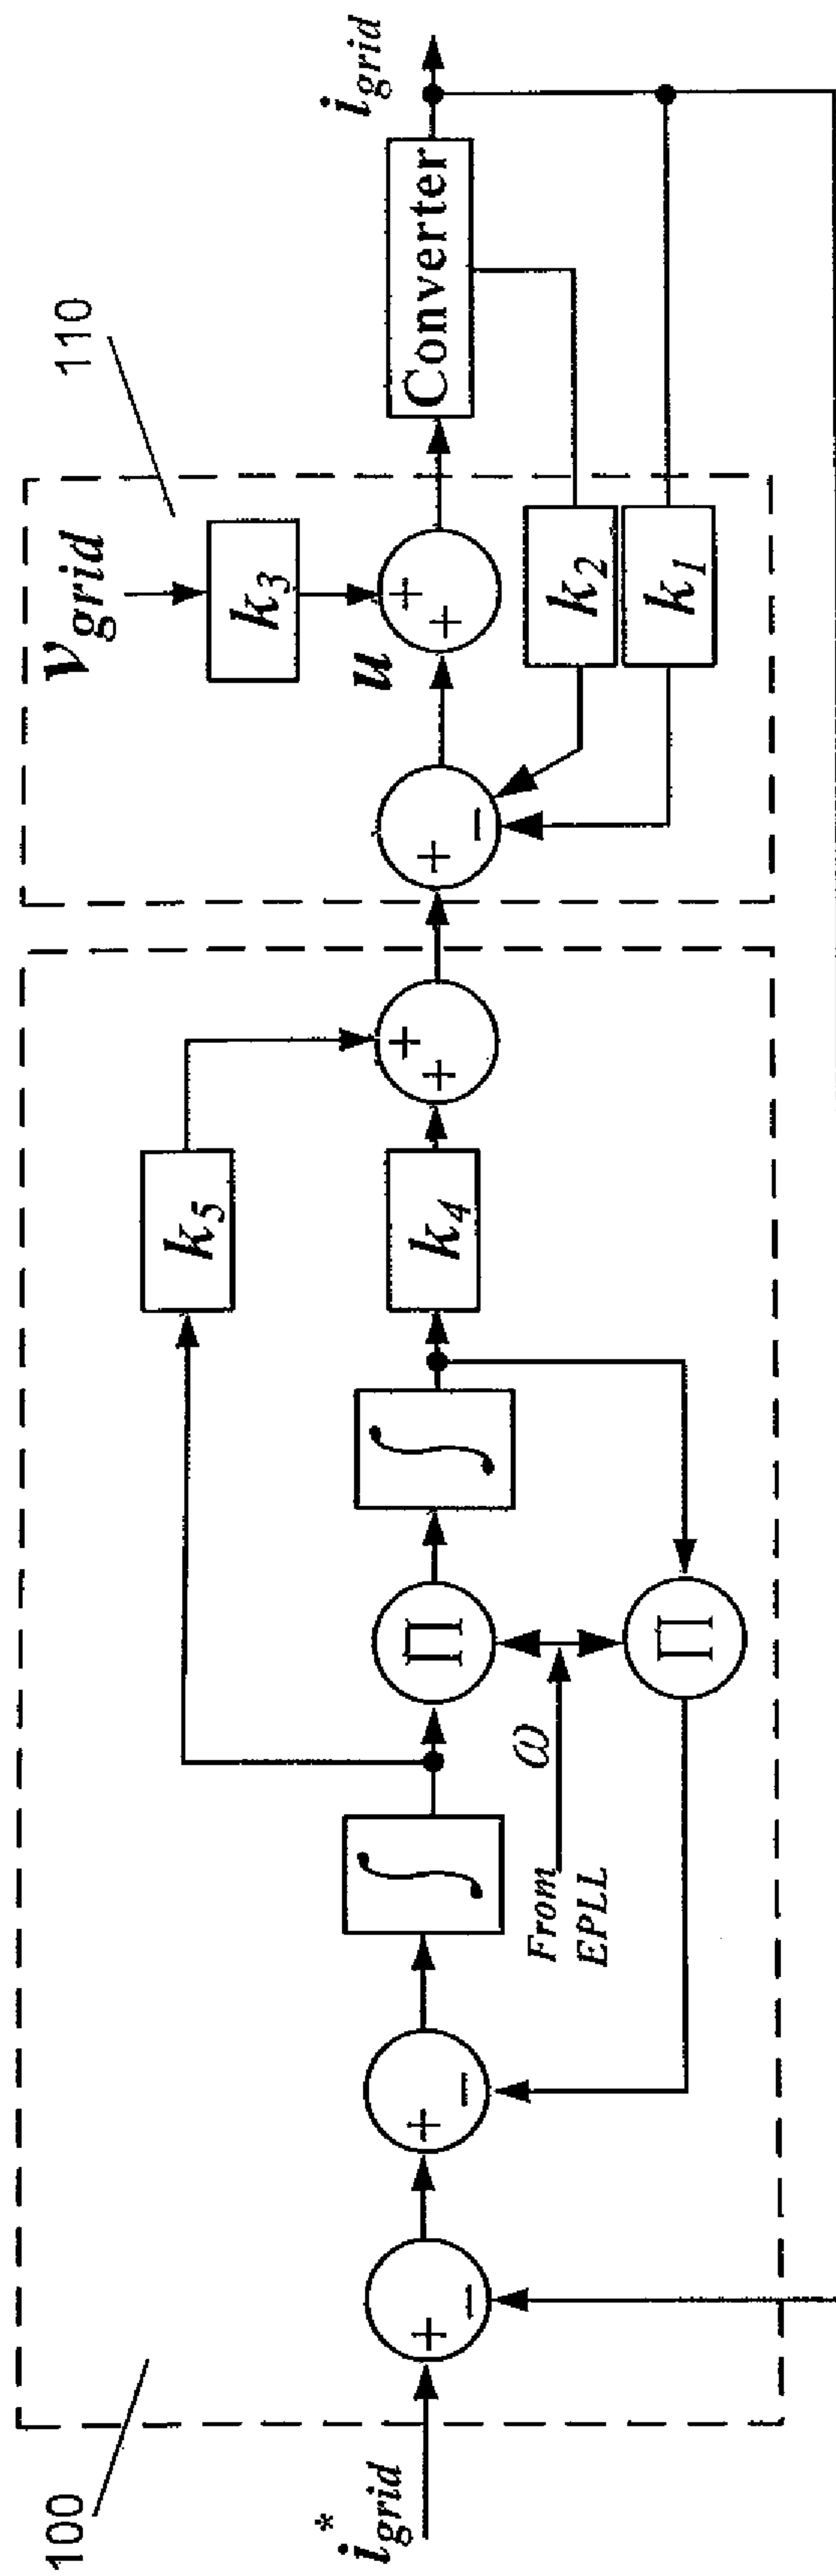 100
110
i*grid
+
−
+
−
∫
From
EPLL
ω
Π
Π
∫
k5
k4
+
+
+
−
vgrid
k3
u
+
+
k2
k1
Converter
igrid